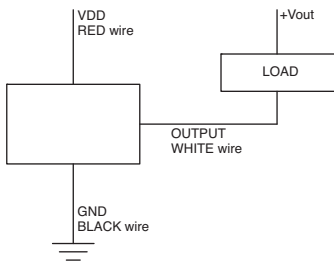 VDD
RED wire
+Vout
LOAD
OUTPUT
WHITE wire
GND
BLACK wire